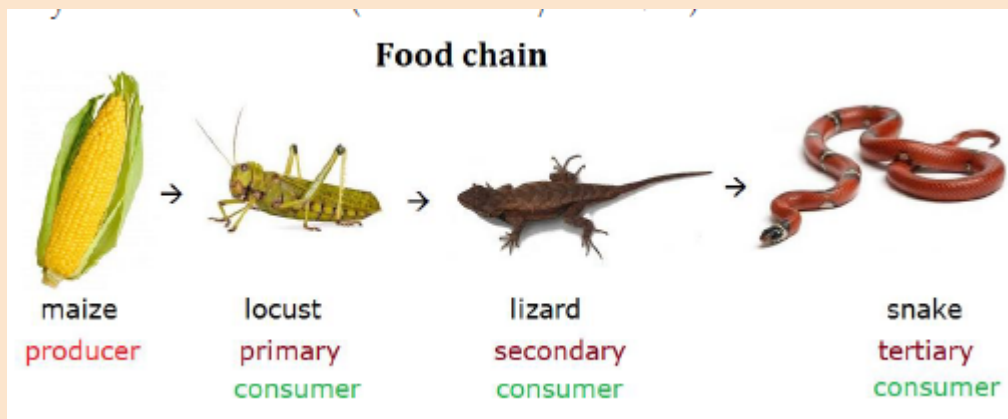 Food chain
maize
locust
lizard
snake
producer
primary
secondary
tertiary
consumer
consumer
consumer